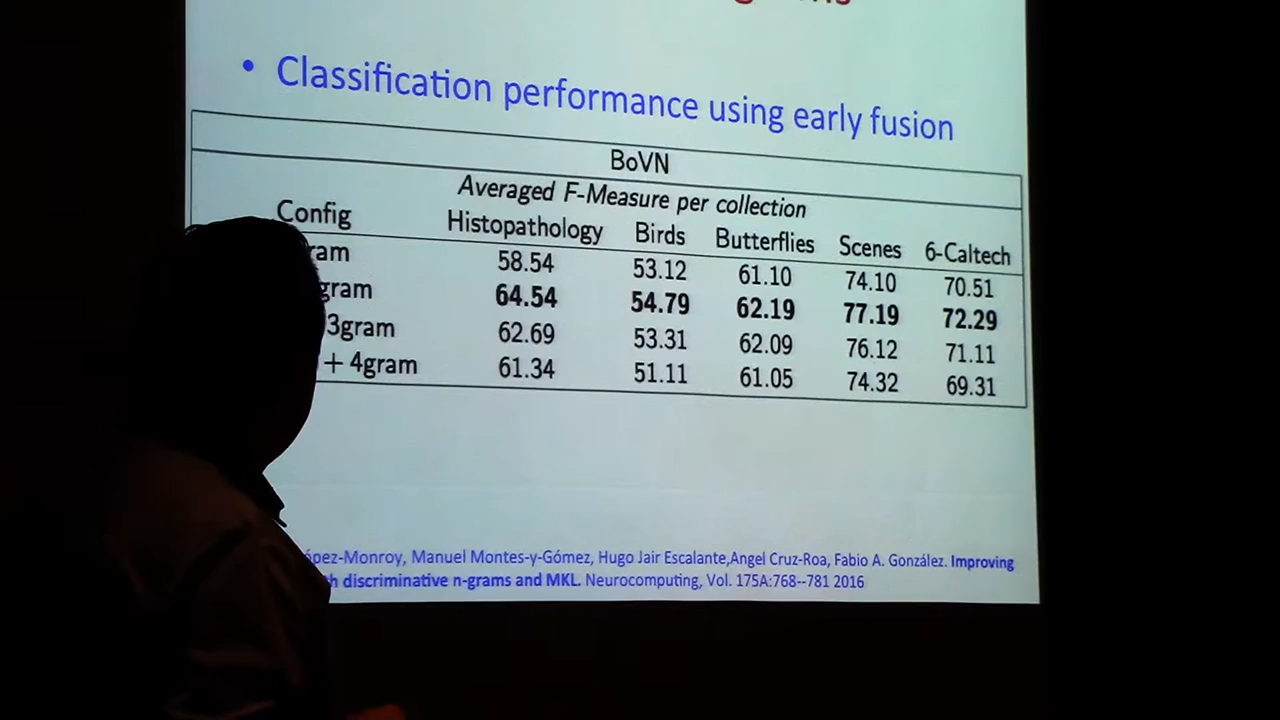 • Classification performance using early fusion
BoVN
Averaged F-Measure per collection
Config Histopathology Birds Butterflies Scenes 6-Caltech
58.54 53.12 61.10 74.10 70.51
64.54 54.79 62.19 77.19 72.29
3gram 62.69 53.31 62.09 76.12 71.11
+ 4gram 61.34 51.11 61.05 74.32 69.31
Manuel Montes-y-Gómez, Hugo Jair Escalante,Angel Cruz-Roa, Fabio A. González. Improving
discriminative n-grams and MKL. Neurocomputing, Vol. 175A:768--781 2016